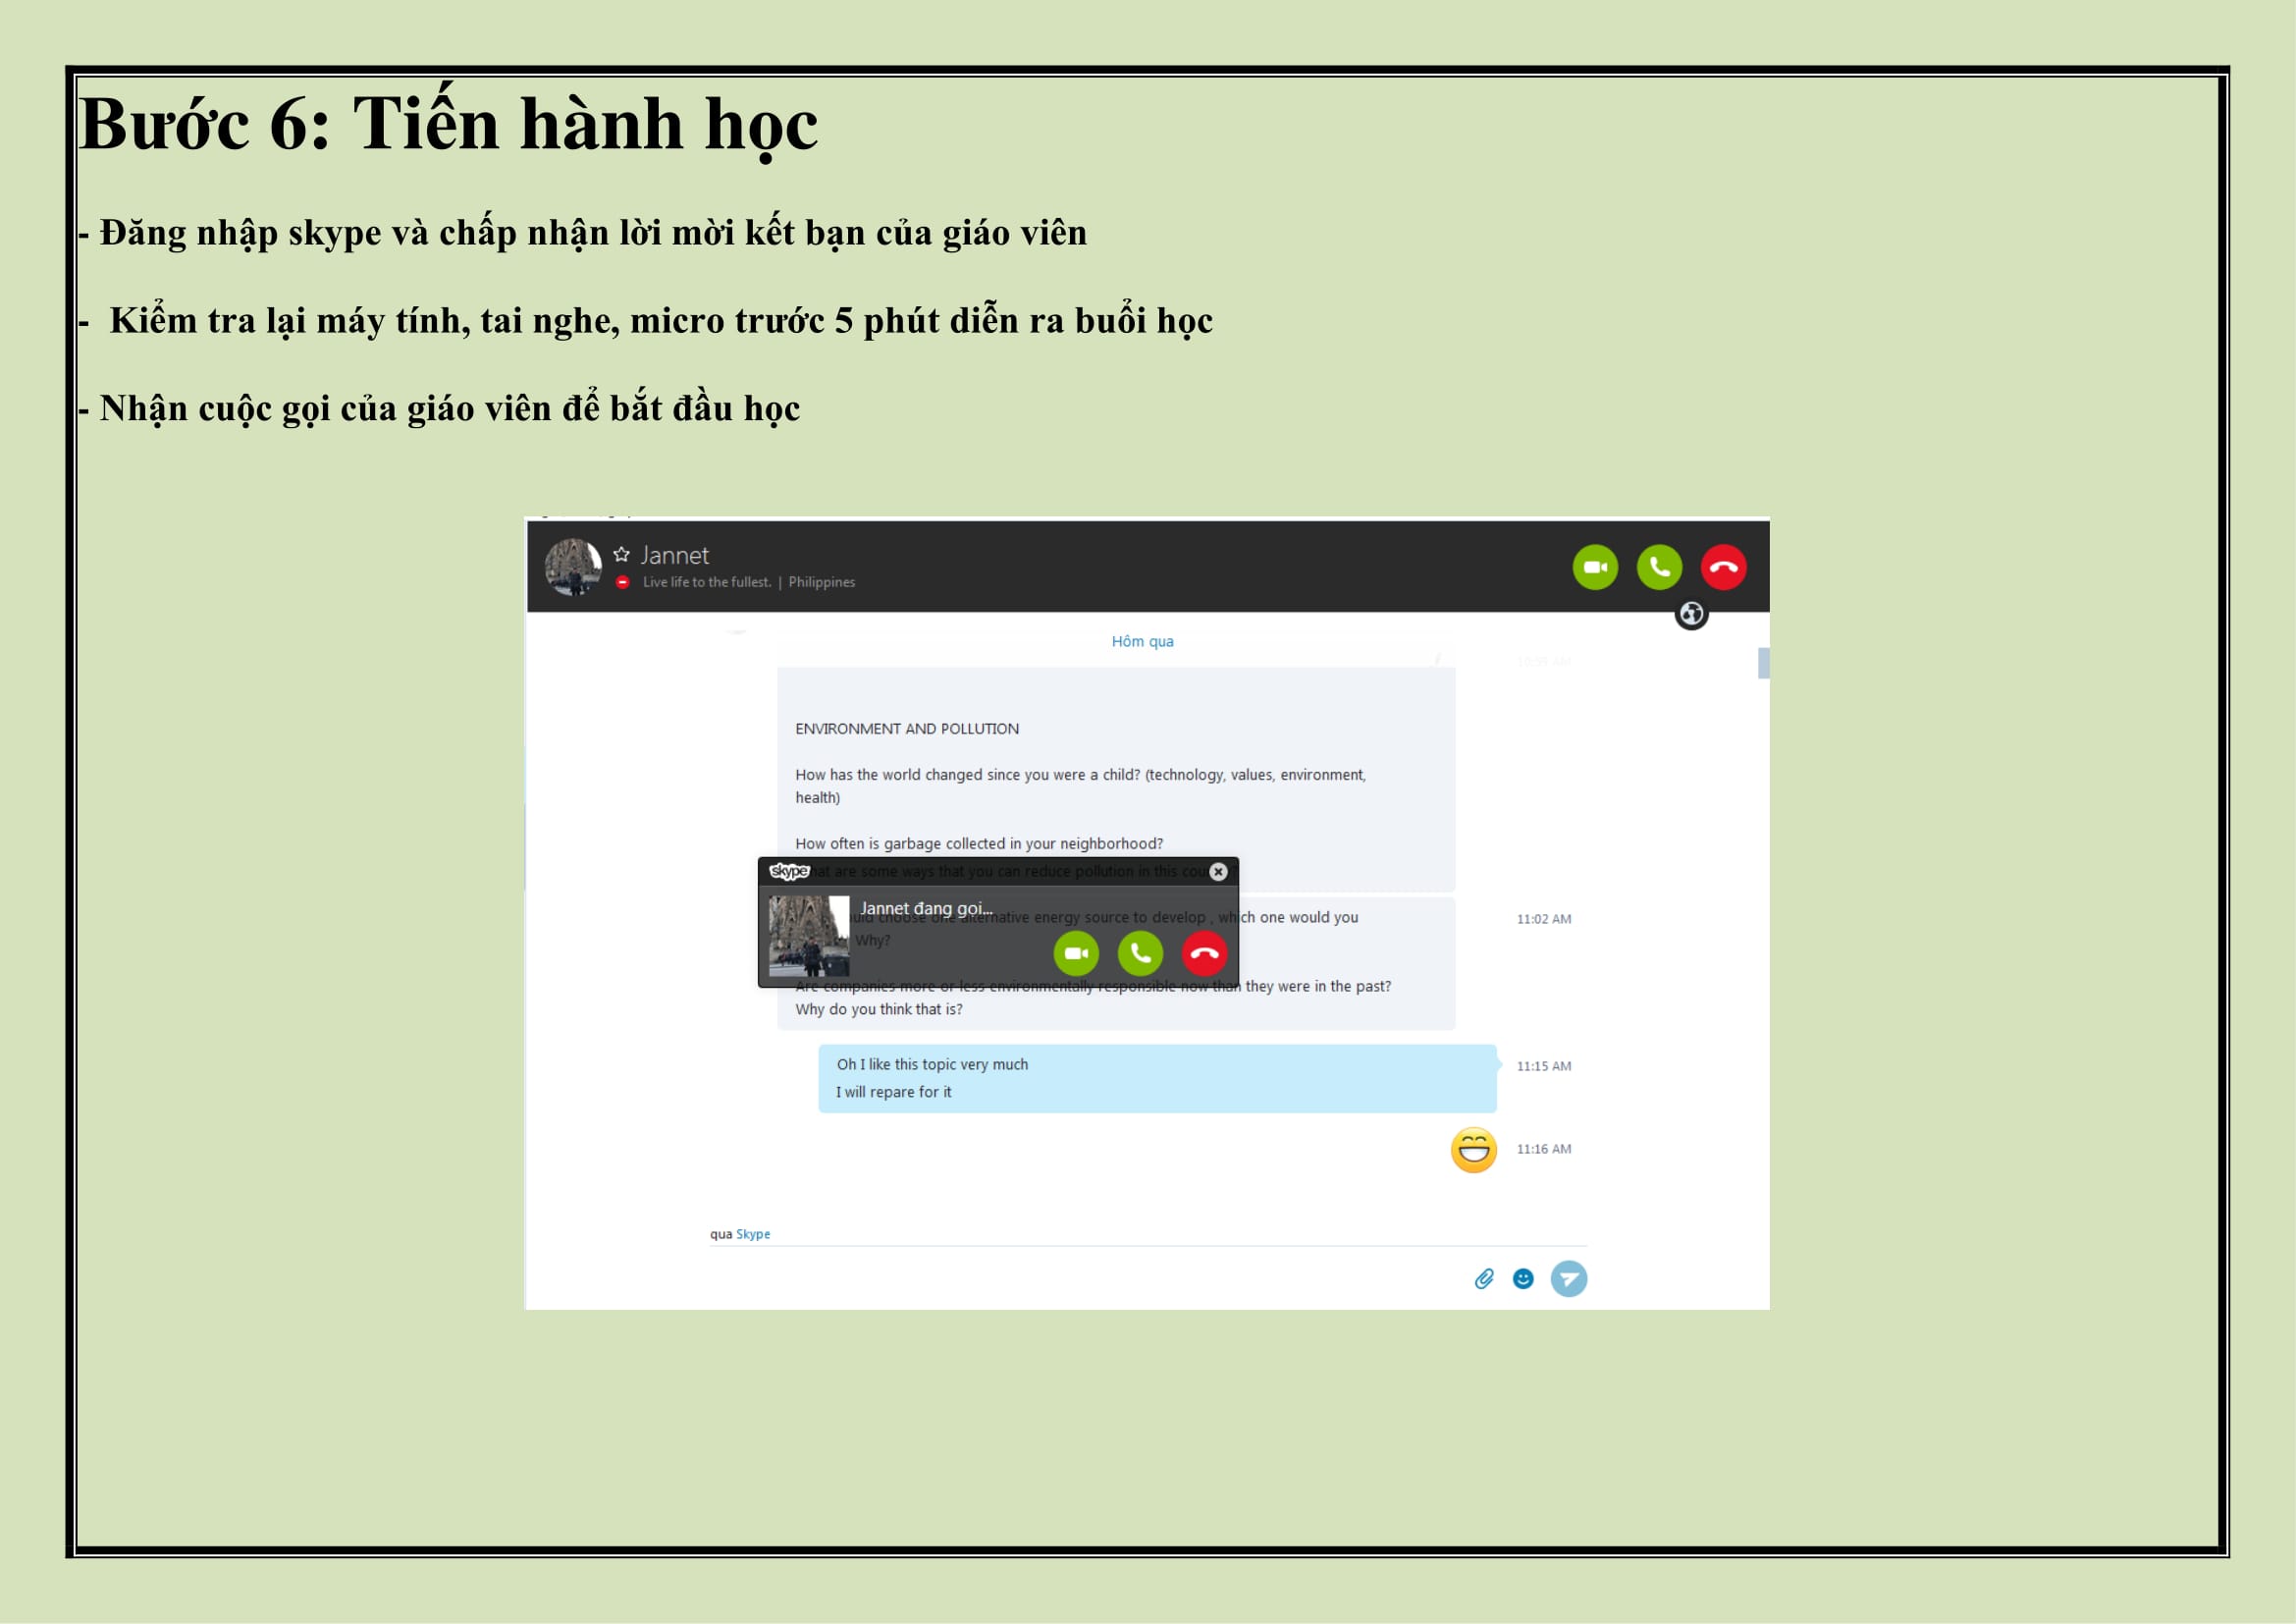 Bước 6: Tiến hành học
- Đăng nhập skype và chấp nhận lời mời kết bạn của giáo viên
- Kiểm tra lại máy tính, tai nghe, micro trước 5 phút diễn ra buổi học
- Nhận cuộc gọi của giáo viên để bắt đầu học
Jannet
Live life to the fullest. | Philippines
Hôm qua
ENVIRONMENT AND POLLUTION
How has the world changed since you were a child? (technology, values, environment,
health)
How often is garbage collected in your neighborhood?
skype
are some ways that you can reduce pollution in this
Jannet đang gọi...
choose one alternative energy source to develop , which one would you
11:02 AM
Why?
Are companies more or less environmentally responsible now than they were in the past?
Why do you think that is?
Oh I like this topic very much
11:15 AM
I will repare for it
11:16 AM
qua Skype